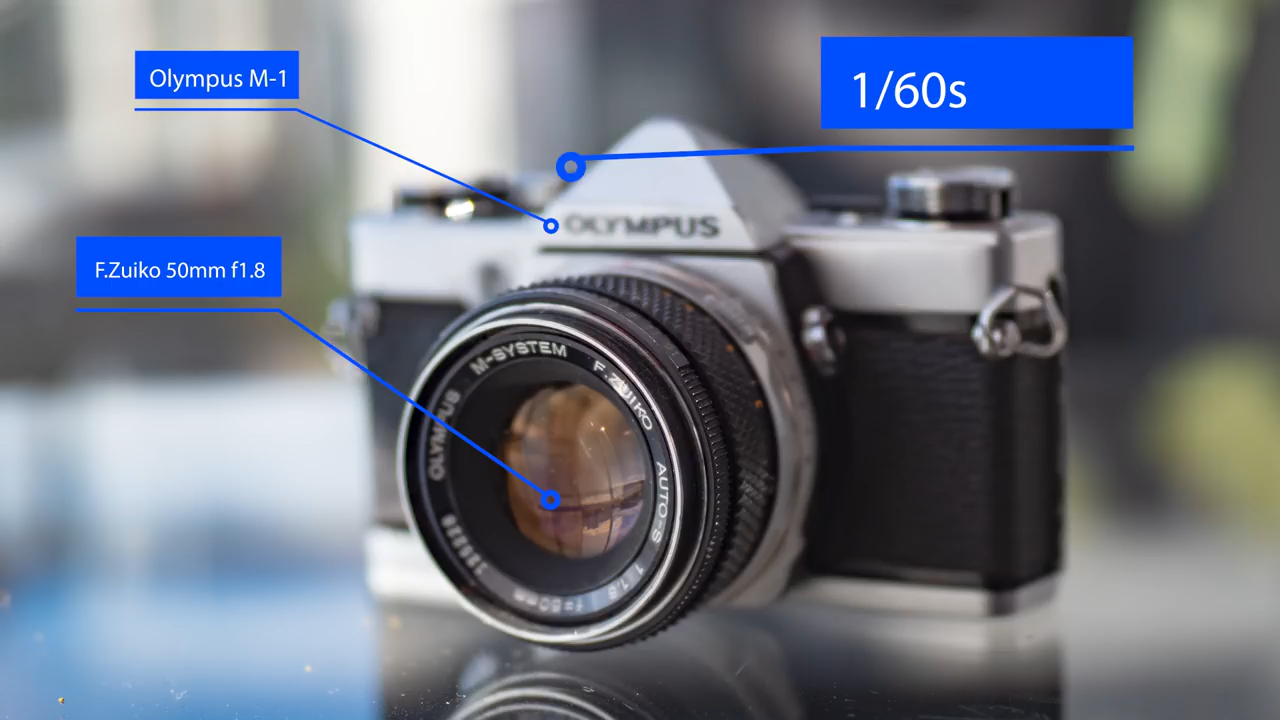 Olympus M-1
1/60s
OLYMPUS
F.Zuiko 50mm f1.8
OLYMPUS M-SYSTEM F.ZUIKO AUTO-S 1:1.8 f=50mm